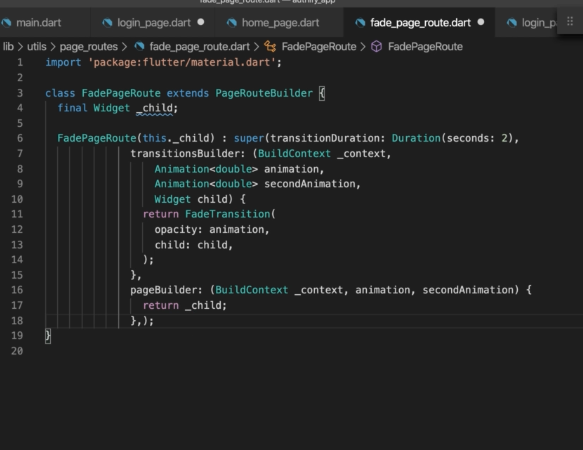 fade_page_route.dart — authify_app
main.dart login_page.dart home_page.dart fade_page_route.dart
lib > utils > page_routes > fade_page_route.dart > FadePageRoute > FadePageRoute
1 import 'package:flutter/material.dart';
2
3 class FadePageRoute extends PageRouteBuilder {
4 final Widget _child;
5
6 FadePageRoute(this._child) : super(transitionDuration: Duration(seconds: 2),
7 transitionsBuilder: (BuildContext _context,
8 Animation<double> animation,
9 Animation<double> secondAnimation,
10 Widget child) {
11 return FadeTransition(
12 opacity: animation,
13 child: child,
14 );
15 },
16 pageBuilder: (BuildContext _context, animation, secondAnimation) {
17 return _child;
18 },);
19 }
20